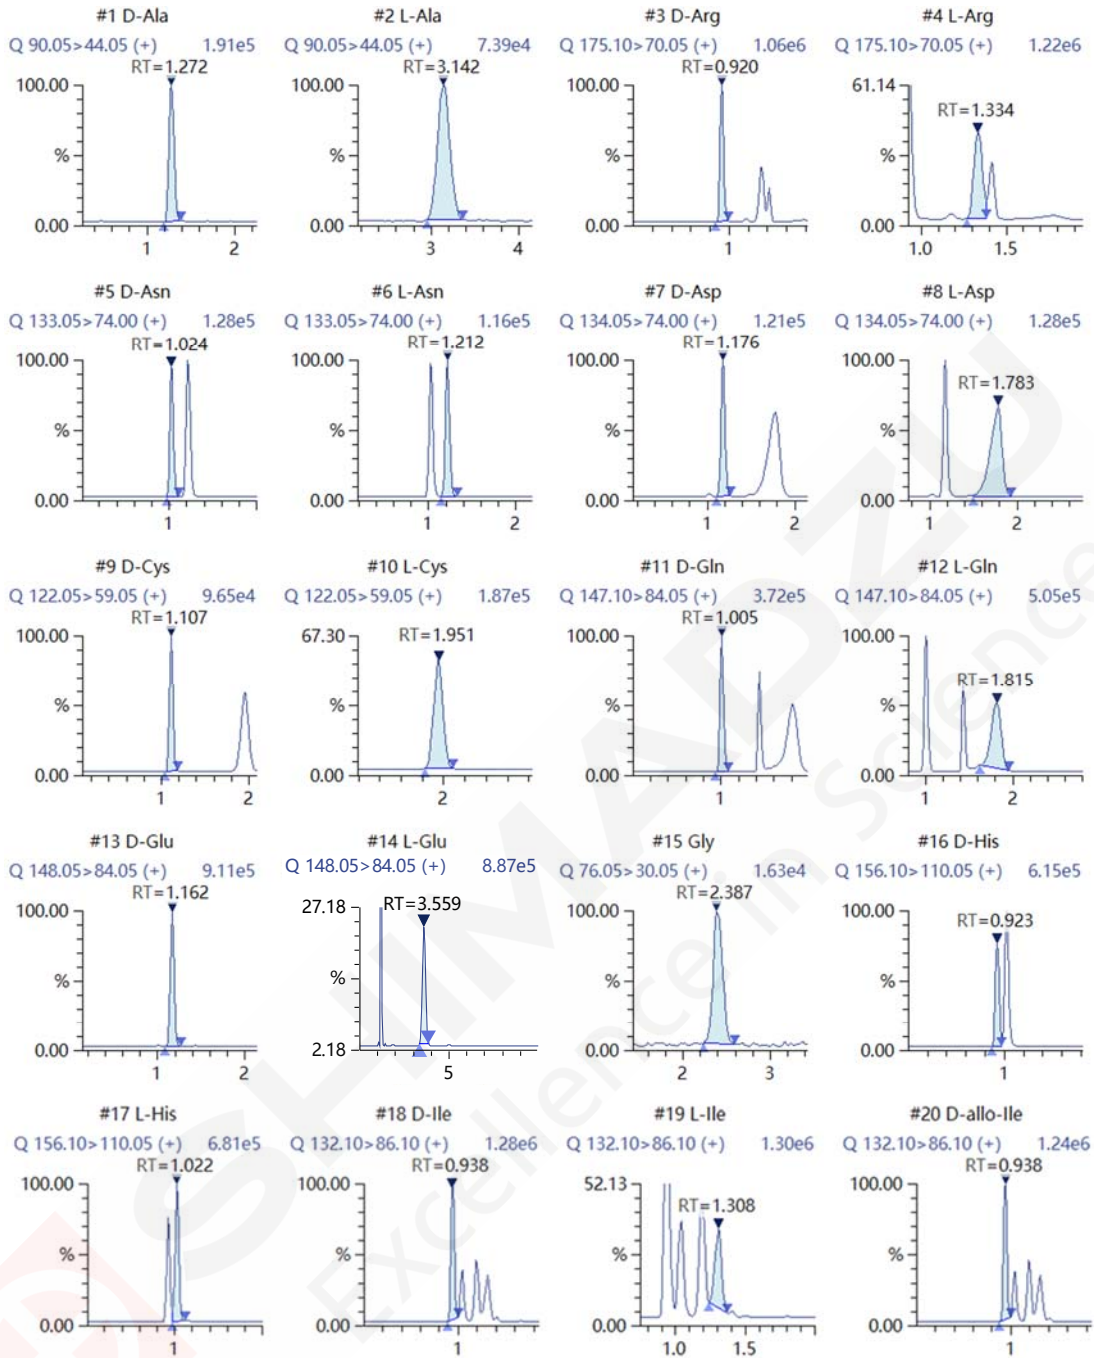 #1 D-Ala #2 L-Ala #3 D-Arg #4 L-Arg
Q 90.05>44.05 (+) 1.91e5 Q 90.05>44.05 (+) 7.39e4 Q 175.10>70.05 (+) 1.06e6 Q 175.10>70.05 (+) 1.22e6
RT=1.272 RT=3.142 RT=0.920 RT=1.334
100.00 100.00 100.00 61.14
% % % %
0.00 0.00 0.00 0.00
1 2 3 4 1 1.0 1.5
#5 D-Asn #6 L-Asn #7 D-Asp #8 L-Asp
Q 133.05>74.00 (+) 1.28e5 Q 133.05>74.00 (+) 1.16e5 Q 134.05>74.00 (+) 1.21e5 Q 134.05>74.00 (+) 1.28e5
RT=1.024 RT=1.212 RT=1.176 RT=1.783
100.00 100.00 100.00 100.00
% % % %
0.00 0.00 0.00 0.00
1 1 2 1 2 1 2
#9 D-Cys #10 L-Cys #11 D-Gln #12 L-Gln
Q 122.05>59.05 (+) 9.65e4 Q 122.05>59.05 (+) 1.87e5 Q 147.10>84.05 (+) 3.72e5 Q 147.10>84.05 (+) 5.05e5
RT=1.107 RT=1.951 RT=1.005 RT=1.815
100.00 67.30 100.00 100.00
% % % %
0.00 0.00 0.00 0.00
1 2 2 1 1 2
#13 D-Glu #14 L-Glu #15 Gly #16 D-His
Q 148.05>84.05 (+) 9.11e5 Q 148.05>84.05 (+) 8.87e5 Q 76.05>30.05 (+) 1.63e4 Q 156.10>110.05 (+) 6.15e5
RT=1.162 RT=3.559 RT=2.387 RT=0.923
100.00 27.18 100.00 100.00
% % % %
0.00 2.18 0.00 0.00
1 2 5 2 3 1
#17 L-His #18 D-Ile #19 L-Ile #20 D-allo-Ile
Q 156.10>110.05 (+) 6.81e5 Q 132.10>86.10 (+) 1.28e6 Q 132.10>86.10 (+) 1.30e6 Q 132.10>86.10 (+) 1.24e6
RT=1.022 RT=0.938 RT=1.308 RT=0.938
100.00 100.00 52.13 100.00
% % % %
0.00 0.00 0.00 0.00
1 1 1.0 1.5 1
SHIMADZU
Excellence in Science